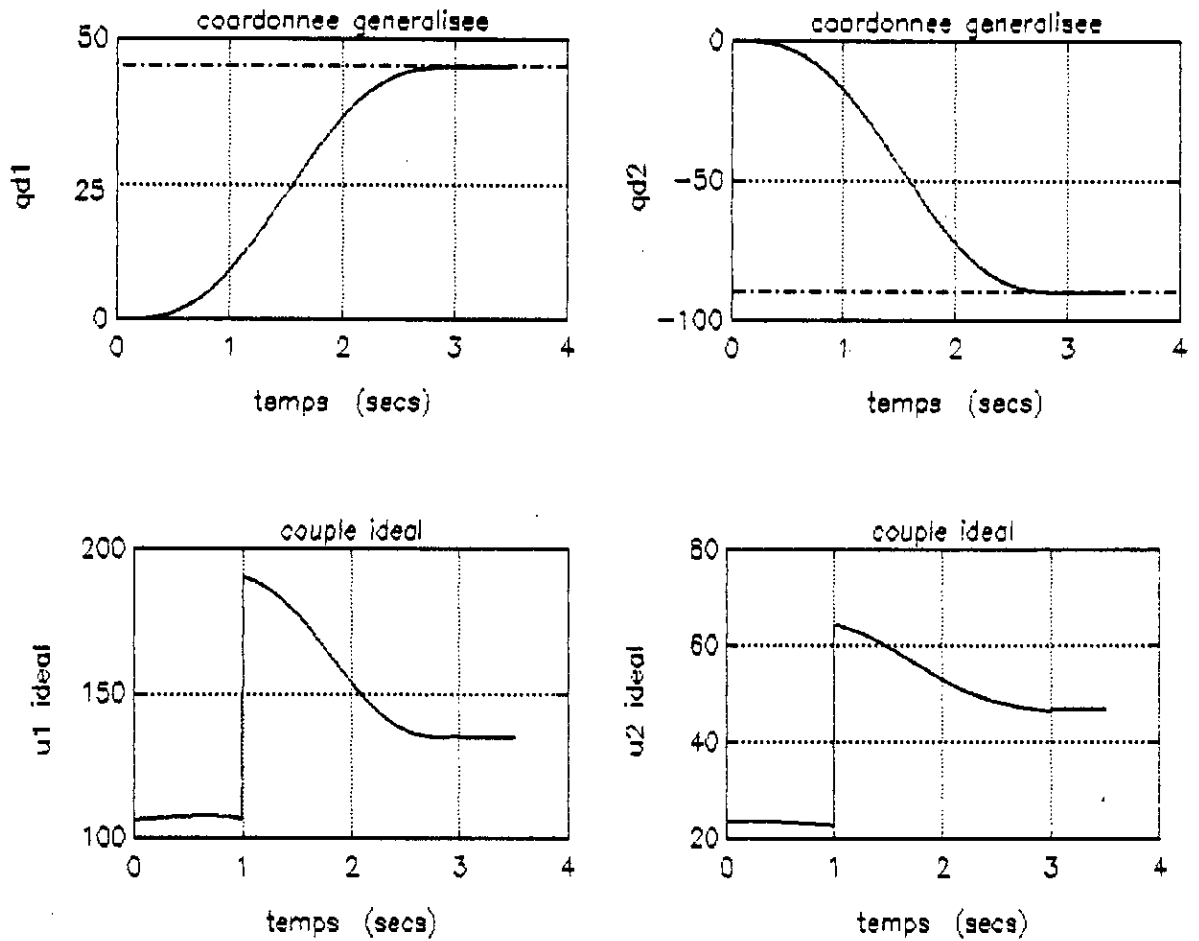 coordonnee generalisee
50
25
0
qd1
0 1 2 3 4
temps (secs)
coordonnee generalisee
0
-50
-100
qd2
0 1 2 3 4
temps (secs)
couple ideal
200
150
100
u1 ideal
0 1 2 3 4
temps (secs)
couple ideal
80
60
40
20
u2 ideal
0 1 2 3 4
temps (secs)